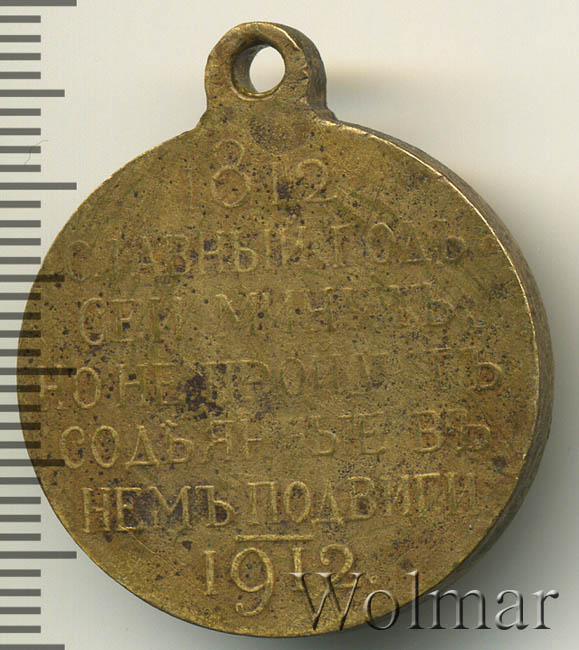 1812
СЛАВНЫЙ ГОДЪ
СЕЙ МИНУЛЪ
НО НЕ ПРОЙДУТЪ
СОДѢЯННЫЕ ВЪ
НЕМЪ ПОДВИГИ
1912.
Wolmar